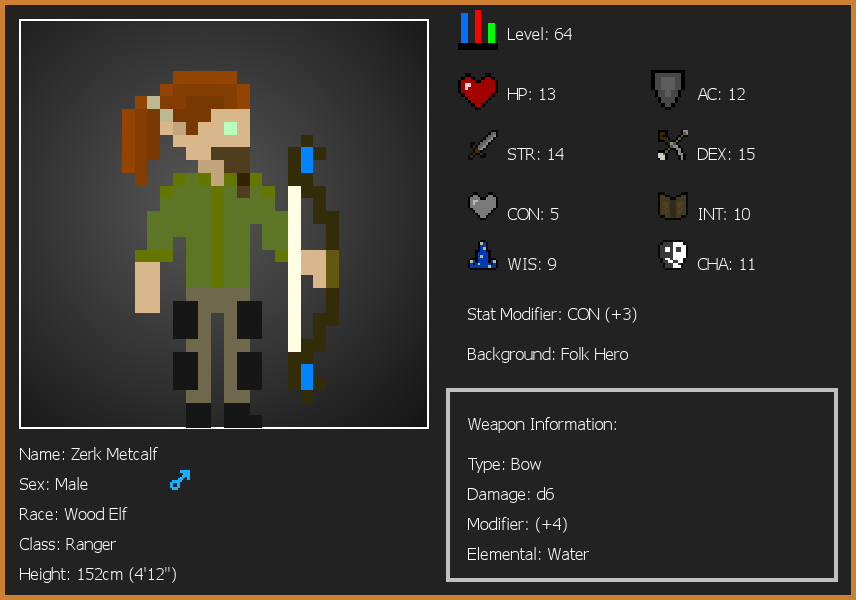 Level: 64
HP: 13
AC: 12
STR: 14
DEX: 15
CON: 5
INT: 10
WIS: 9
CHA: 11
Stat Modifier: CON (+3)
Background: Folk Hero
Weapon Information:
Type: Bow
Damage: d6
Modifier: (+4)
Elemental: Water
Name: Zerk Metcalf
Sex: Male
Race: Wood Elf
Class: Ranger
Height: 152cm (4'12")